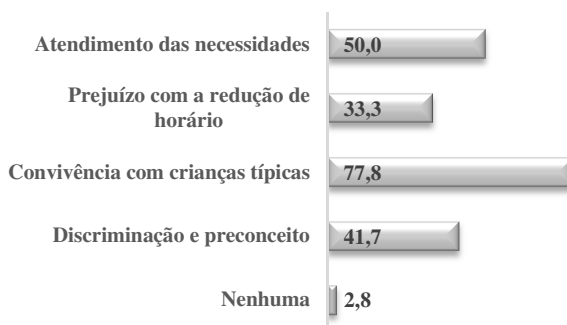 Atendimento das necessidades 50,0
Prejuízo com a redução de
horário 33,3
Convivência com crianças típicas 77,8
Discriminação e preconceito 41,7
Nenhuma 2,8